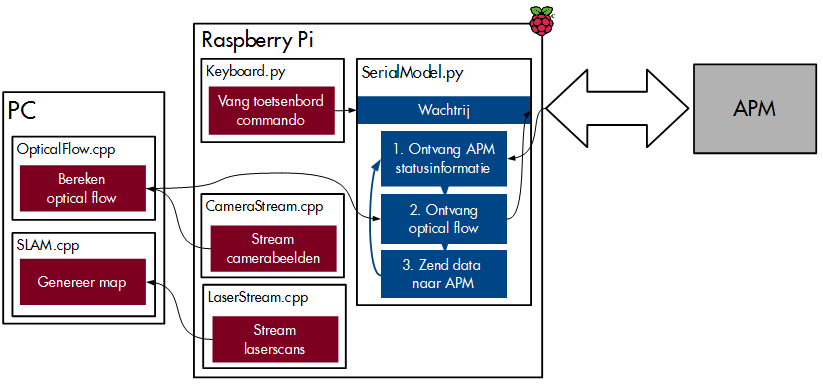 PC
OpticalFlow.cpp
Bereken
optical flow
SLAM.cpp
Genereer map
Raspberry Pi
Keyboard.py
Vang toetsenbord
commando
CameraStream.cpp
Stream
camerabeelden
LaserStream.cpp
Stream
laserscans
SerialModel.py
Wachtrij
1. Ontvang APM
statusinformatie
2. Ontvang
optical flow
3. Zend data
naar APM
APM